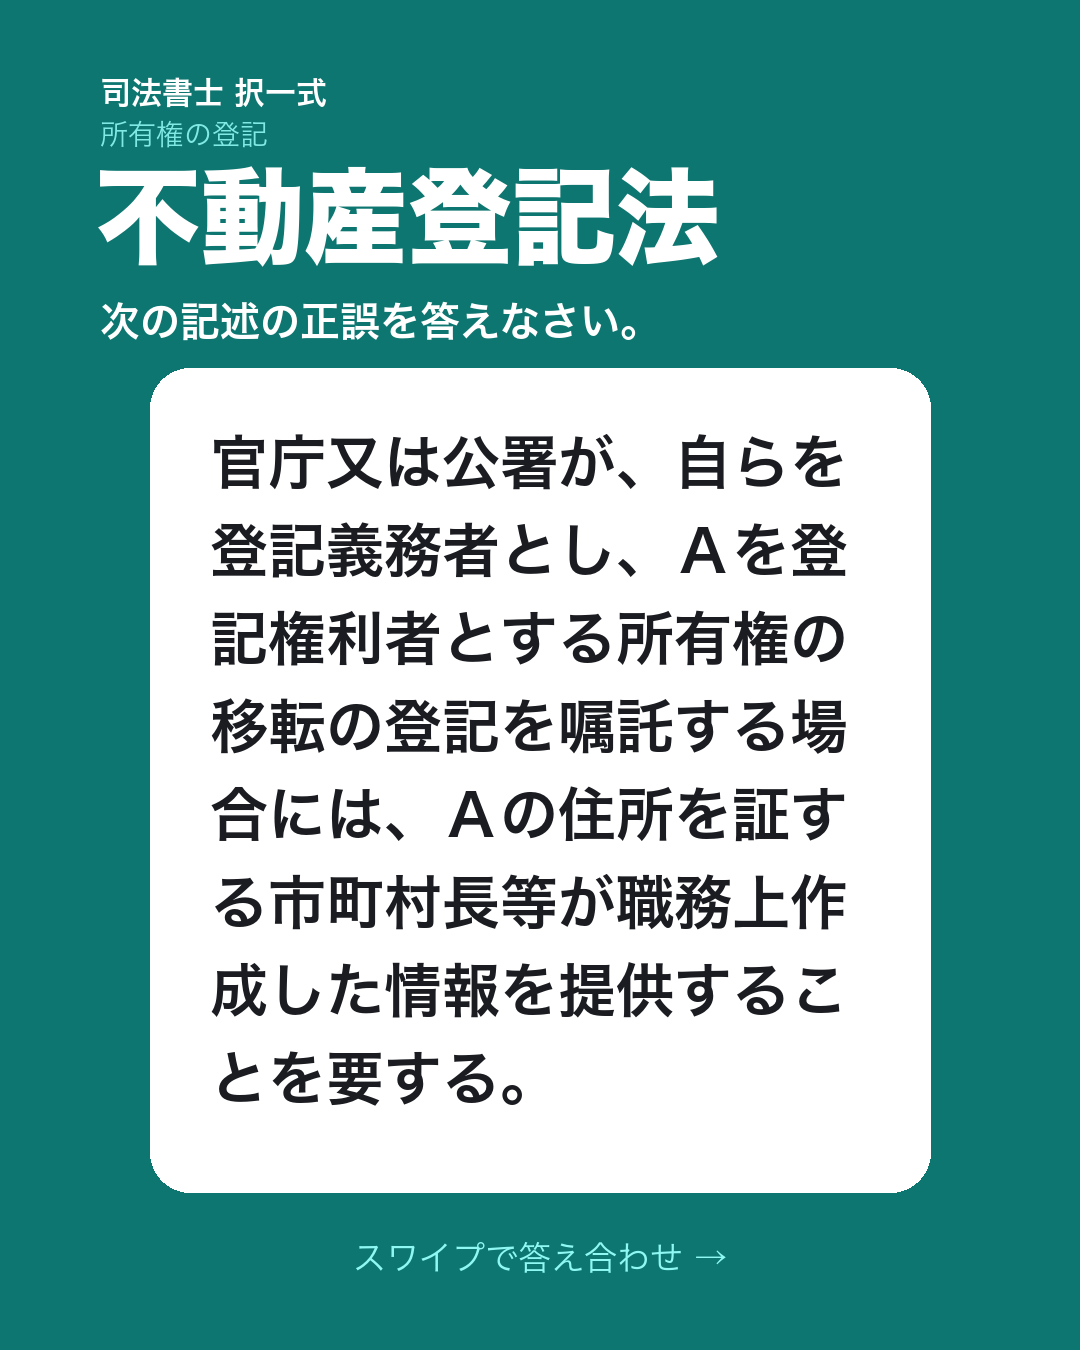 司法書士 択一式
所有権の登記
不動産登記法
次の記述の正誤を答えなさい。
官庁又は公署が、自らを
登記義務者とし、Ａを登
記権利者とする所有権の
移転の登記を嘱託する場
合には、Ａの住所を証す
る市町村長等が職務上作
成した情報を提供するこ
とを要する。
スワイプで答え合わせ →